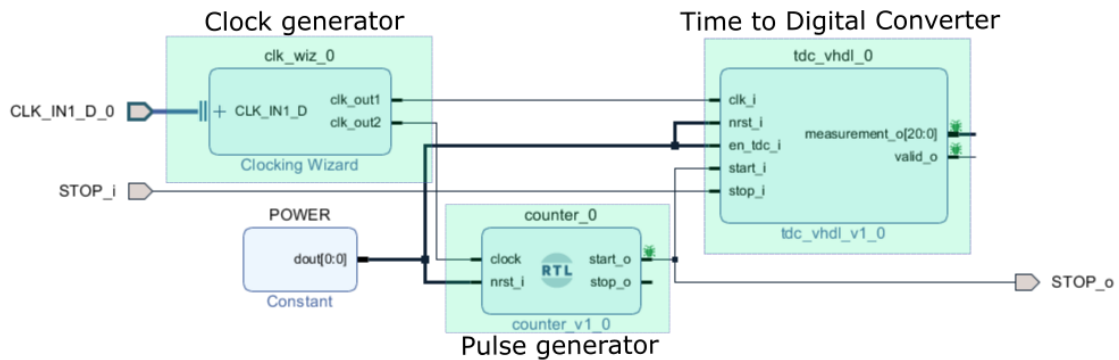 Clock generator
Time to Digital Converter
clk_wiz_0
tdc_vhdl_0
CLK_IN1_D_0
CLK_IN1_D
clk_out1
clk_out2
Clocking Wizard
clk_i
nrst_i
en_tdc_i
start_i
stop_i
measurement_o[20:0]
valid_o
tdc_vhdl_v1_0
STOP_i
POWER
dout[0:0]
Constant
counter_0
clock
nrst_i
RTL
start_o
stop_o
counter_v1_0
STOP_o
Pulse generator